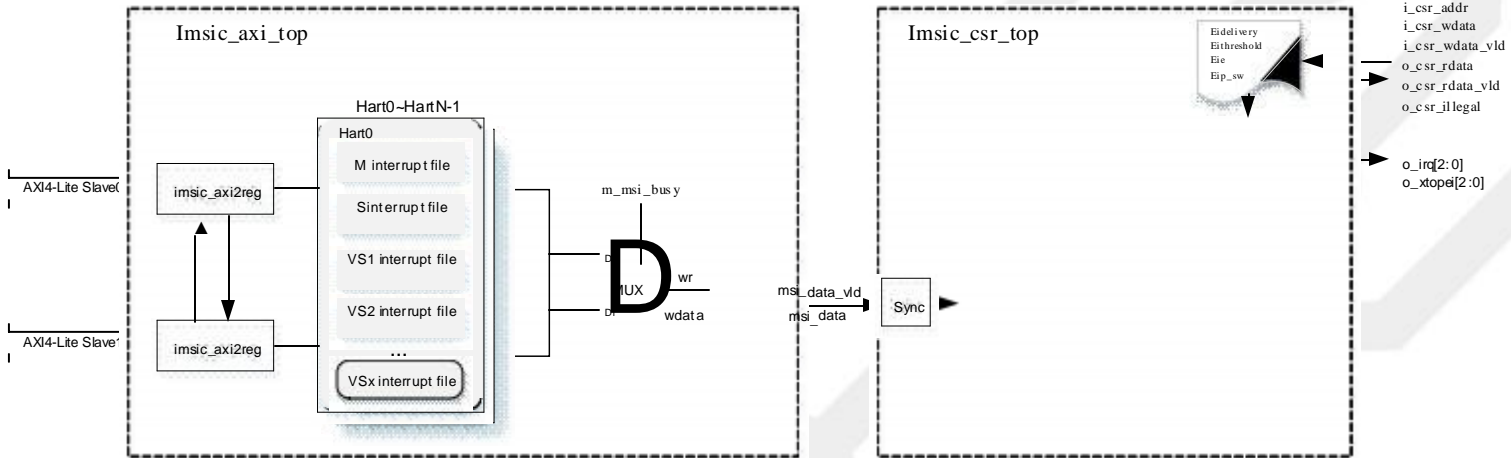 Imsic_axi_top
Hart0~HartN-1
Hart0
M interrupt file
Sinterrupt file
VS1 interrupt file
VS2 interrupt file
...
VSx interrupt file
AXI4-Lite Slave0
imsic_axi2reg
AXI4-Lite Slave1
imsic_axi2reg
m_msi_busy
D
D
MUX
D
wr
wdata
msi_data_vld
msi_data
Imsic_csr_top
Eidelivery
Eithreshold
Eie
Eip_sw
Sync
i_csr_addr
i_csr_wdata
i_csr_wdata_vld
o_csr_rdata
o_csr_rdata_vld
o_csr_illegal
o_irq[2:0]
o_xtopei[2:0]